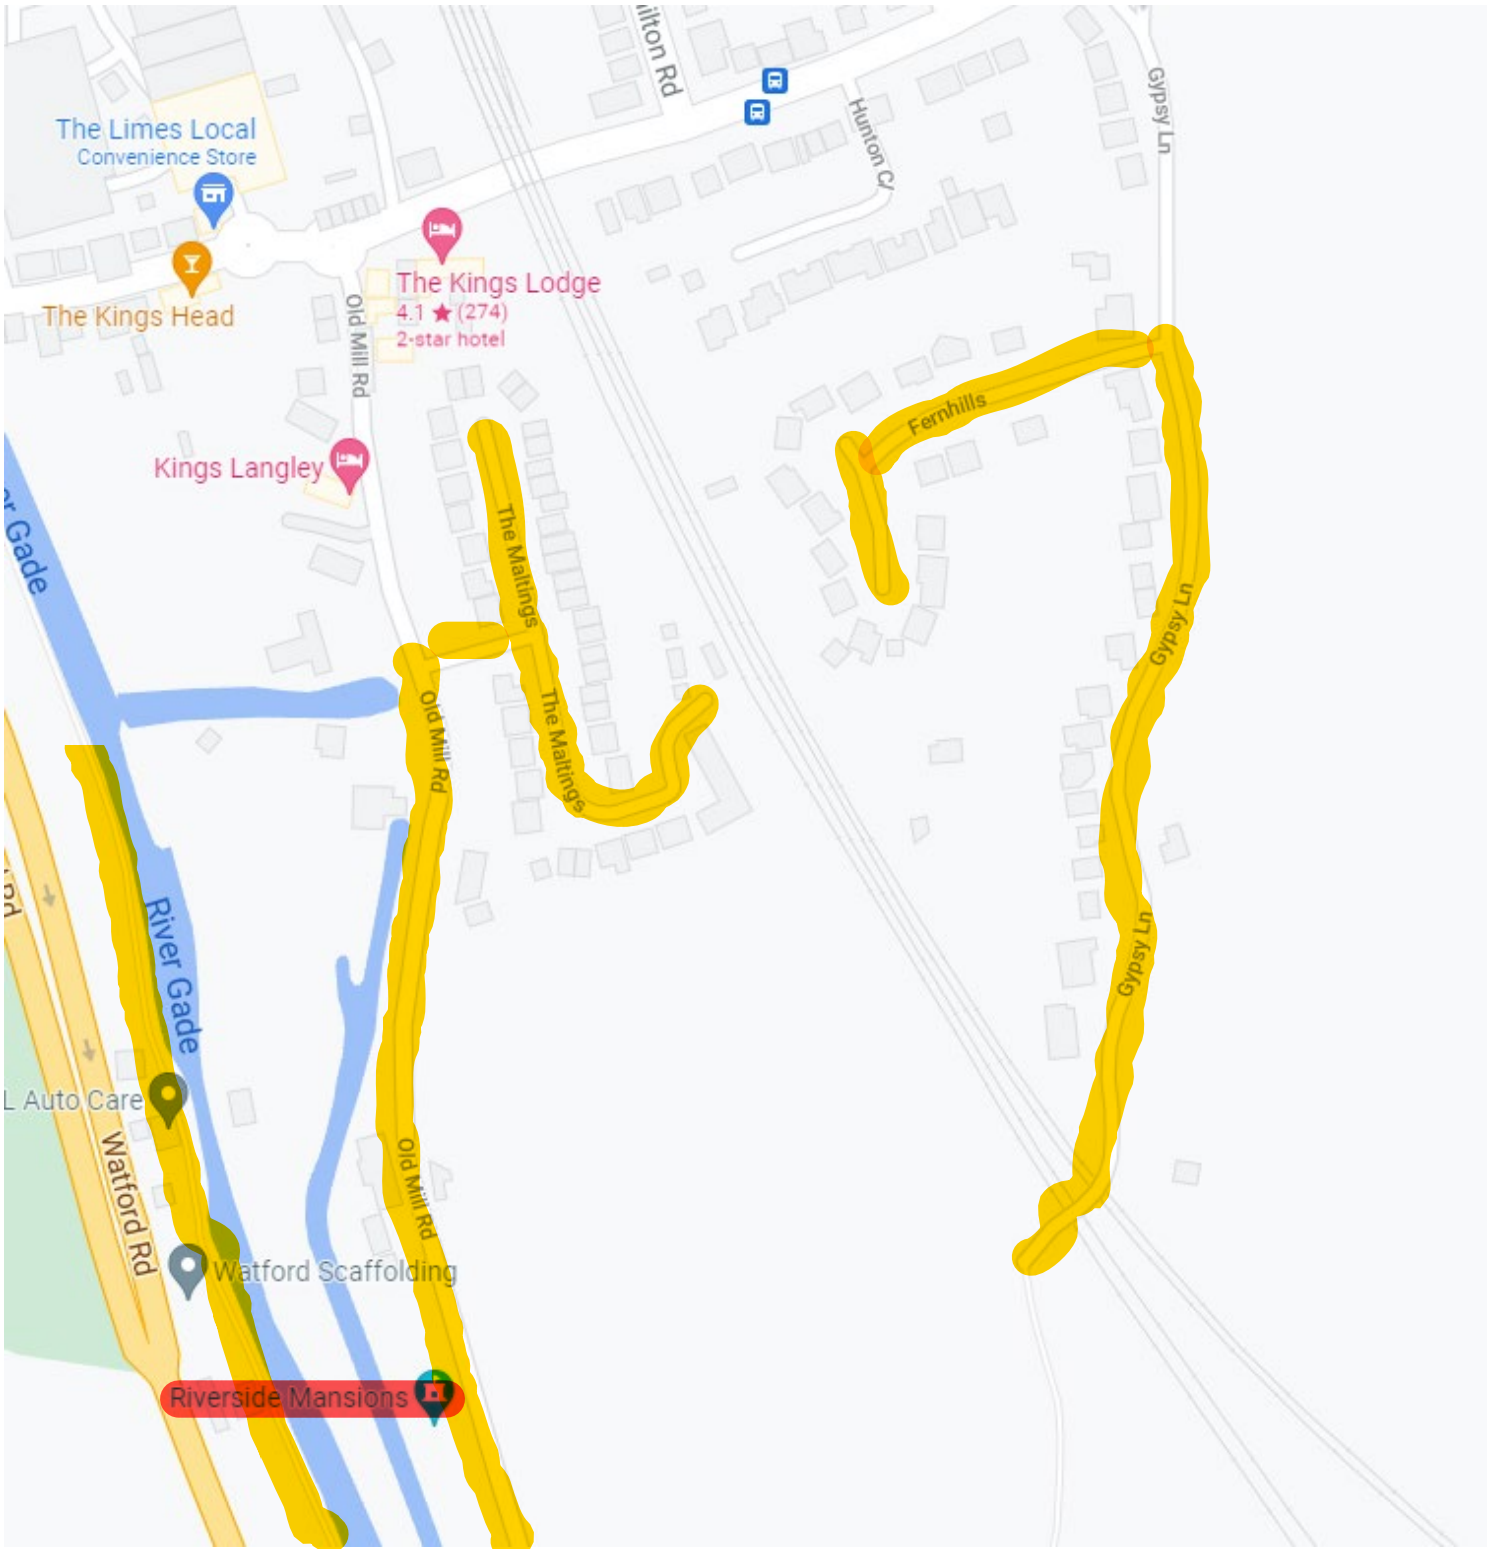 ilton Rd
Gypsy Ln
The Limes Local
Convenience Store
Hunton Cl
The Kings Lodge
4.1 ★ (274)
2-star hotel
The Kings Head
Old Mill Rd
Fernhills
Kings Langley
er Gade
The Maltings
Gypsy Ln
Old Mill Rd
The Maltings
Rd
River Gade
Gypsy Ln
L Auto Care
Watford Rd
Old Mill Rd
Watford Scaffolding
Riverside Mansions